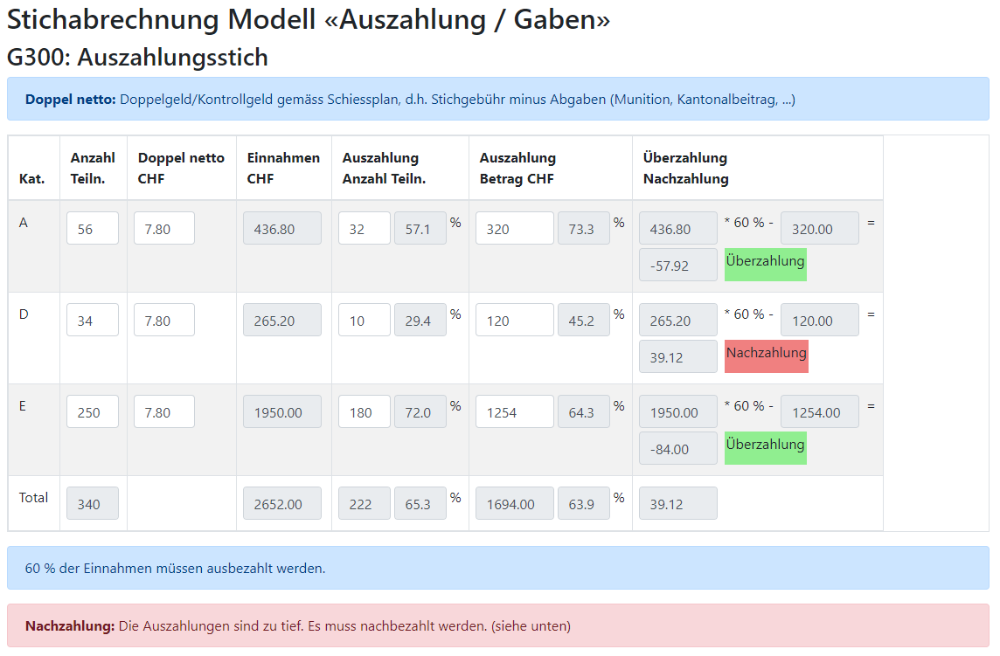 Stichabrechnung Modell «Auszahlung / Gaben»
G300: Auszahlungsstich
Doppel netto: Doppelgeld/Kontrollgeld gemäss Schiessplan, d.h. Stichgebühr minus Abgaben (Munition, Kantonalbeitrag, ...)
Kat. Anzahl Teiln. Doppel netto CHF Einnahmen CHF Auszahlung Anzahl Teiln. Auszahlung Betrag CHF Überzahlung Nachzahlung
A 56 7.80 436.80 32 57.1 % 320 73.3 % 436.80 * 60 % - 320.00 =
-57.92 Überzahlung
D 34 7.80 265.20 10 29.4 % 120 45.2 % 265.20 * 60 % - 120.00 =
39.12 Nachzahlung
E 250 7.80 1950.00 180 72.0 % 1254 64.3 % 1950.00 * 60 % - 1254.00 =
-84.00 Überzahlung
Total 340 2652.00 222 65.3 % 1694.00 63.9 % 39.12
60 % der Einnahmen müssen ausbezahlt werden.
Nachzahlung: Die Auszahlungen sind zu tief. Es muss nachbezahlt werden. (siehe unten)